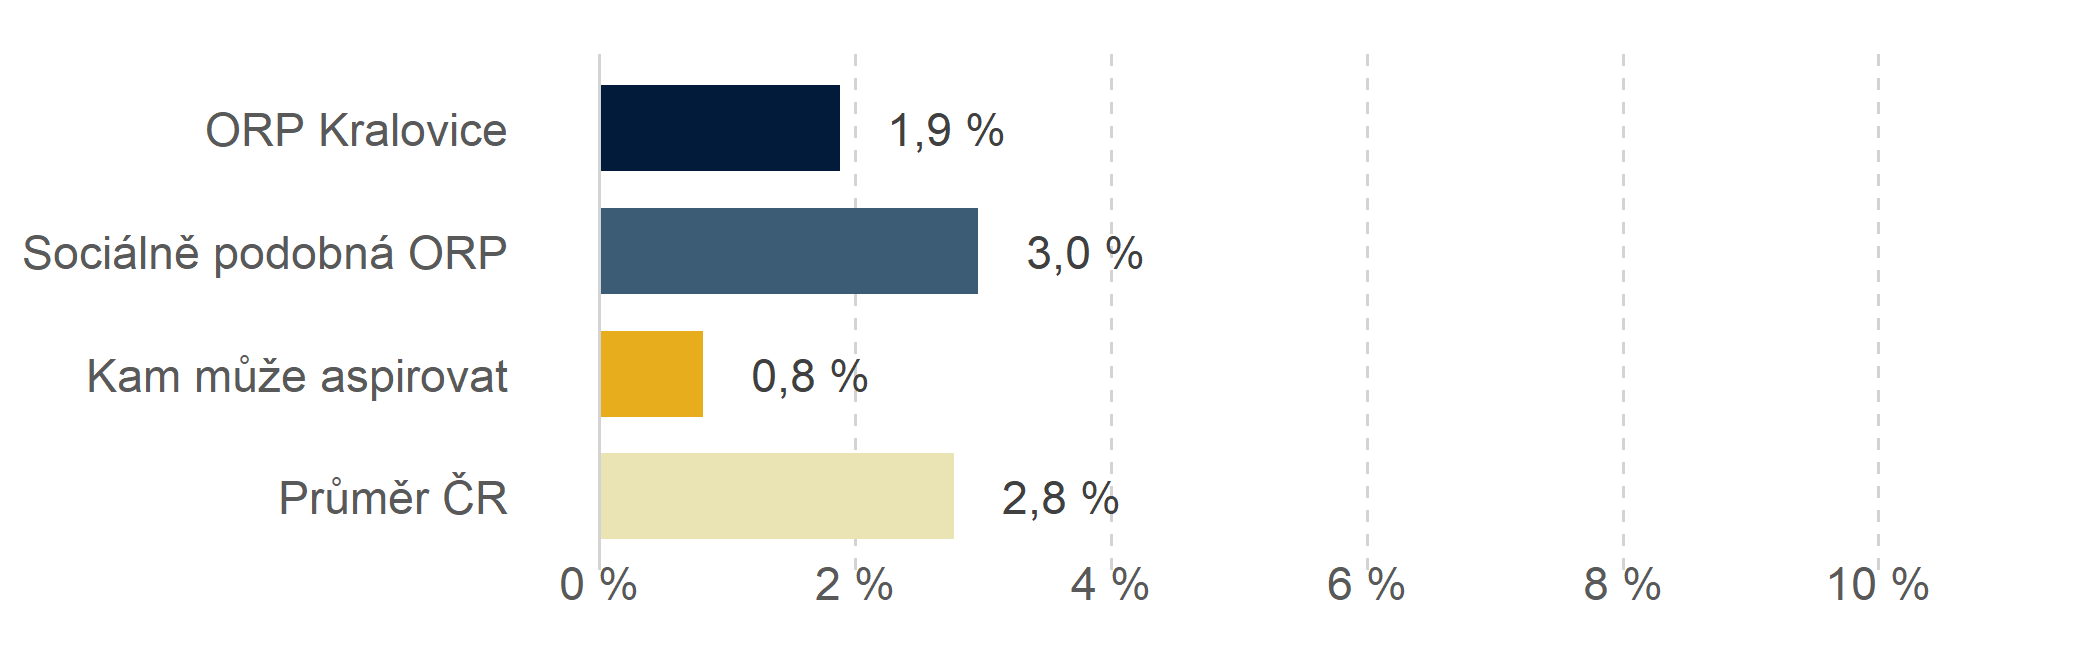 ORP Kralovice
1,9 %
Sociálně podobná ORP
3,0 %
Kam může aspirovat
0,8 %
Průměr ČR
2,8 %
0 %
2 %
4 %
6 %
8 %
10 %